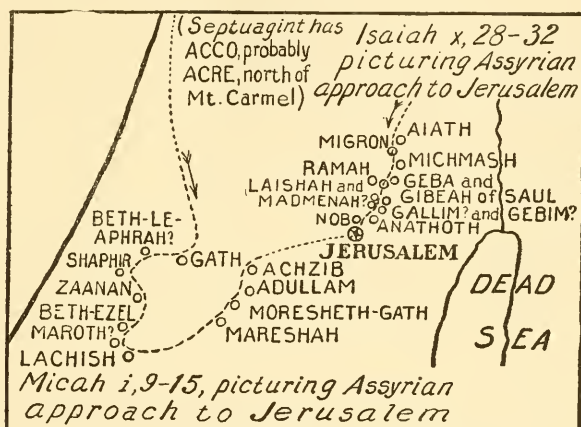 (Septuagint has
ACCO, probably
ACRE, north of
Mt. Carmel)
Isaiah x, 28-32
picturing Assyrian
approach to Jerusalem
AIATH
MIGRON
MICHMASH
RAMAH
GEBA and
LAISHAH and
MADMENAH?
GIBEAH of SAUL
GALLIM? and GEBIM?
NOB
ANATHOTH
JERUSALEM
BETH-LE-
APHRAH?
SHAPHIR
GATH
ACHZIB
ZAANAN
ADULLAM
BETH-EZEL
MORESHETH-GATH
MAROTH?
MARESHAH
LACHISH
DEAD
SEA
Micah i, 9-15, picturing Assyrian
approach to Jerusalem